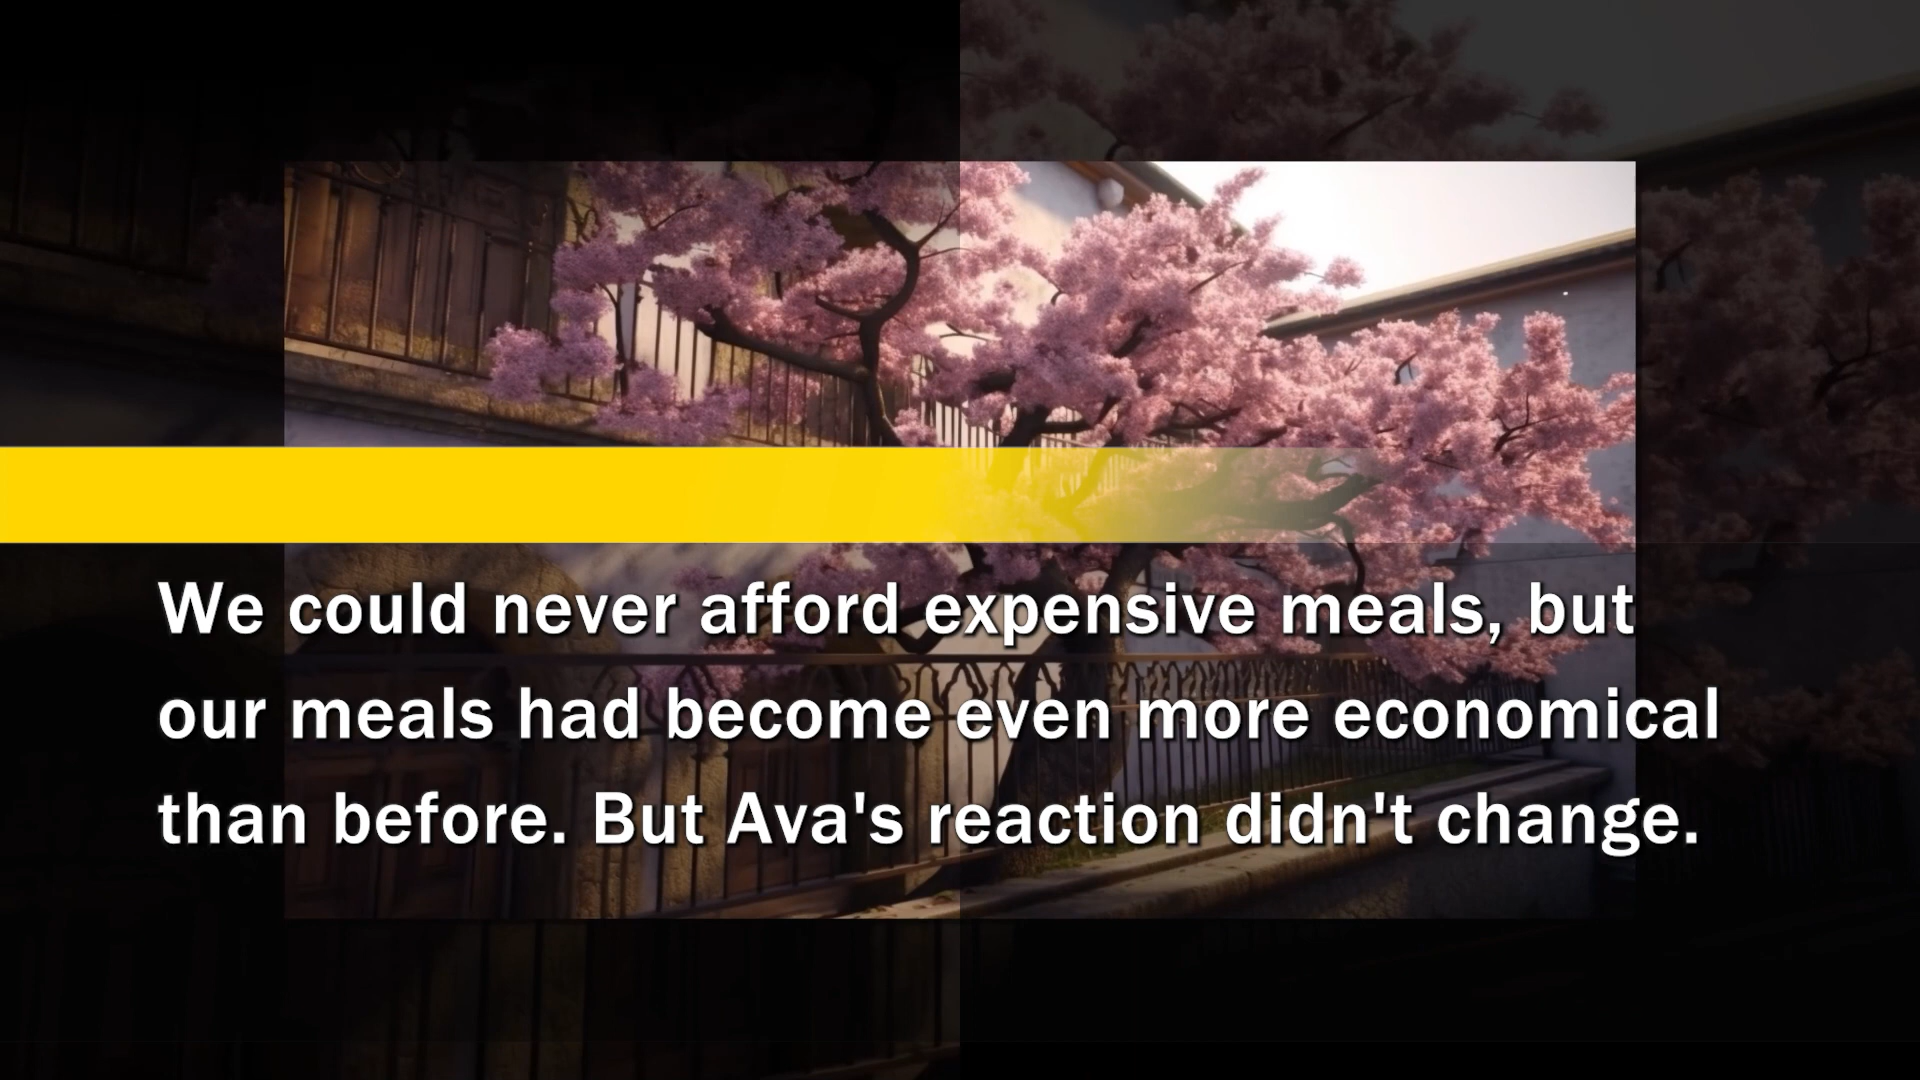 We could never afford expensive meals, but
our meals had become even more economical
than before. But Ava's reaction didn't change.